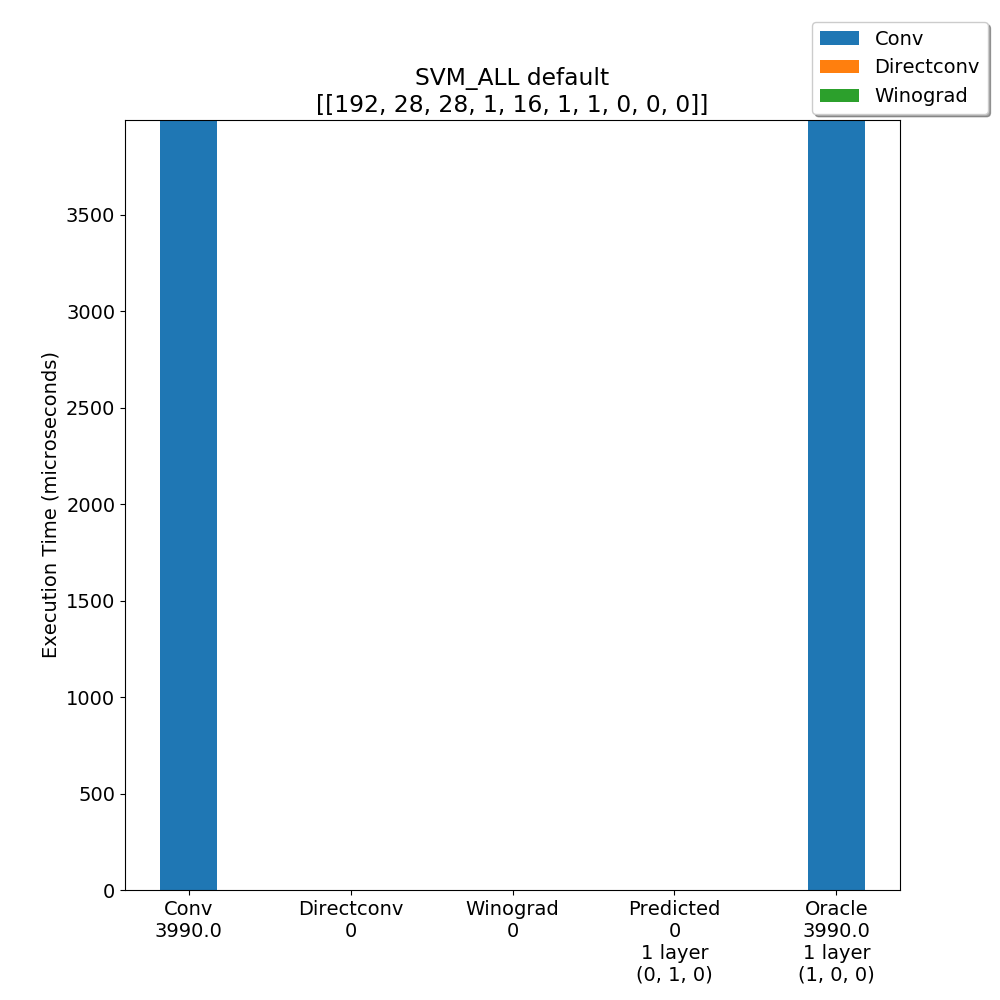 Conv
Directconv
Winograd
SVM_ALL default
[[192, 28, 28, 1, 16, 1, 1, 0, 0, 0]]
Execution Time (microseconds)
3500
3000
2500
2000
1500
1000
500
0
Conv
3990.0
Directconv
0
Winograd
0
Predicted
0
1 layer
(0, 1, 0)
Oracle
3990.0
1 layer
(1, 0, 0)